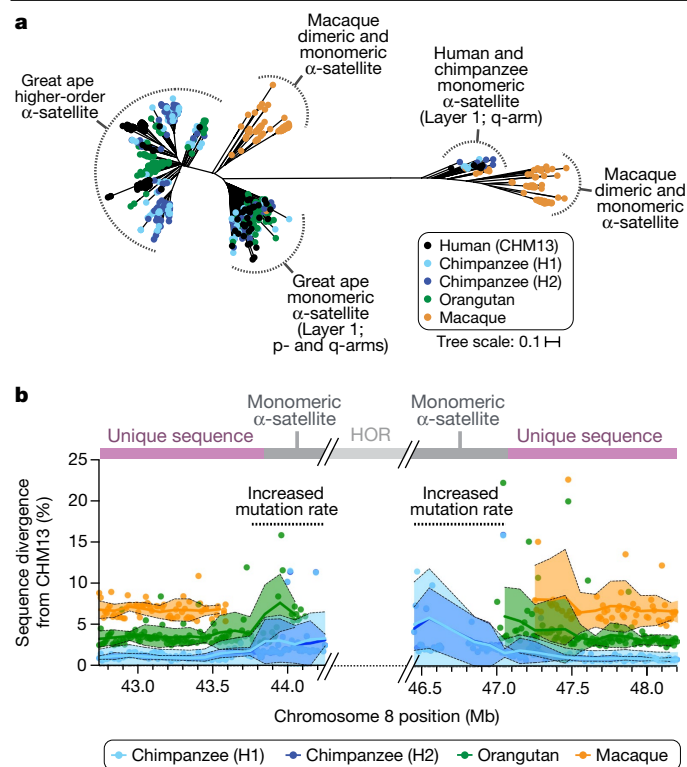 a
Macaque
dimeric and
monomeric
α-satellite
Great ape
higher-order
α-satellite
Human and
chimpanzee
monomeric
α-satellite
(Layer 1; q-arm)
Macaque
dimeric and
monomeric
α-satellite
Great ape
monomeric
α-satellite
(Layer 1;
p- and q-arms)
Human (CHM13)
Chimpanzee (H1)
Chimpanzee (H2)
Orangutan
Macaque
Tree scale: 0.1
b
Monomeric
α-satellite
Monomeric
α-satellite
Unique sequence
HOR
Unique sequence
Increased
mutation rate
Increased
mutation rate
Sequence divergence
from CHM13 (%)
25
20
15
10
5
0
43.0 43.5 44.0 46.5 47.0 47.5 48.0
Chromosome 8 position (Mb)
Chimpanzee (H1) Chimpanzee (H2) Orangutan Macaque